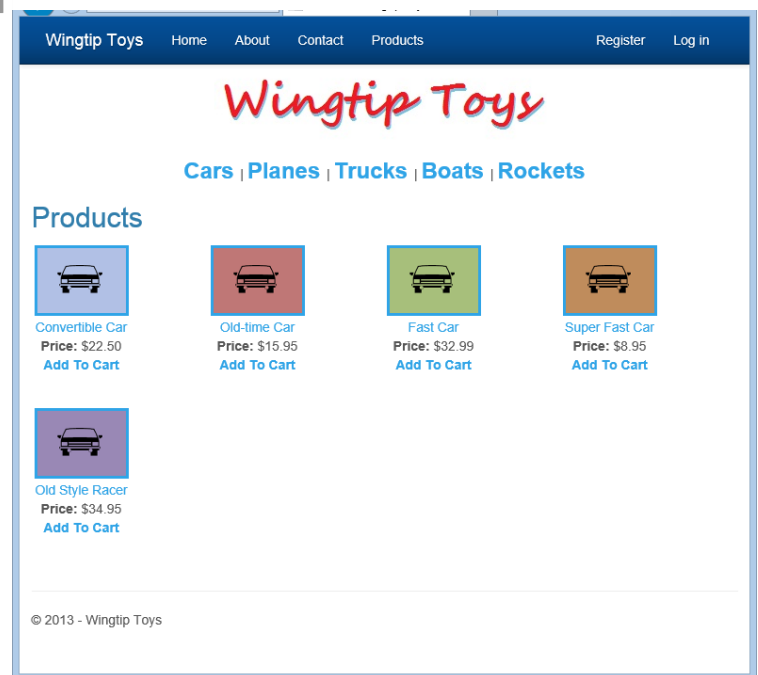 Wingtip Toys Home About Contact Products Register Log in
Wingtip Toys
Cars | Planes | Trucks | Boats | Rockets
Products
Convertible Car Old-time Car Fast Car Super Fast Car
Price: $22.50 Price: $15.95 Price: $32.99 Price: $8.95
Add To Cart Add To Cart Add To Cart Add To Cart
Old Style Racer
Price: $34.95
Add To Cart
© 2013 - Wingtip Toys